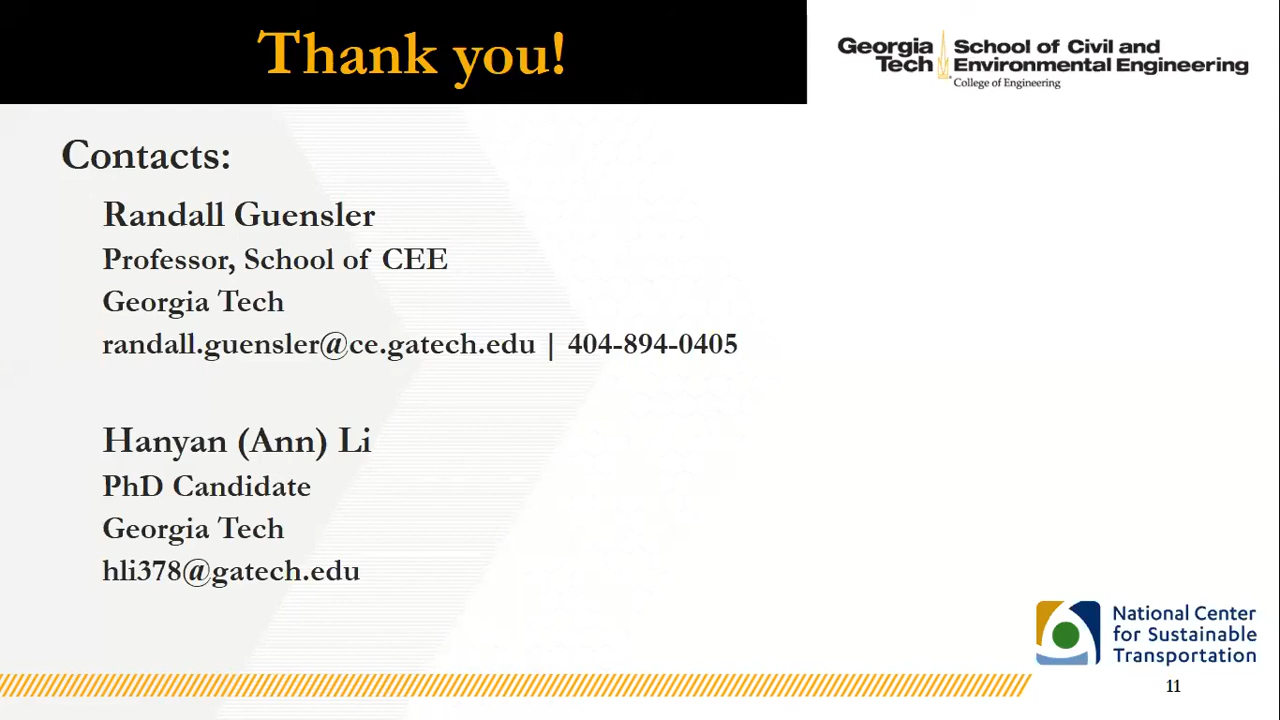 Thank you!
Georgia Tech
School of Civil and Environmental Engineering
College of Engineering
Contacts:
Randall Guensler
Professor, School of CEE
Georgia Tech
randall.guensler@ce.gatech.edu | 404-894-0405
Hanyan (Ann) Li
PhD Candidate
Georgia Tech
hli378@gatech.edu
National Center
for Sustainable
Transportation
11